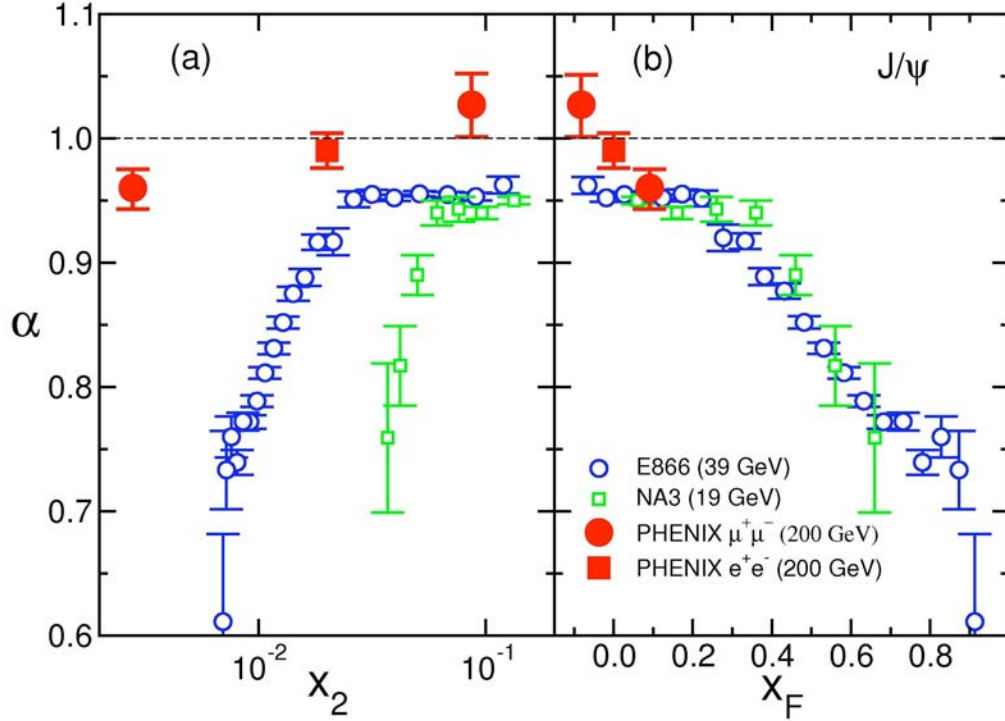 1.1
1.0
0.9
0.8
0.7
0.6
α
(a)
(b)
J/ψ
E866 (39 GeV)
NA3 (19 GeV)
PHENIX μ⁺μ⁻ (200 GeV)
PHENIX e⁺e⁻ (200 GeV)
10⁻² 10⁻¹
0.0 0.2 0.4 0.6 0.8
x₂
x_F